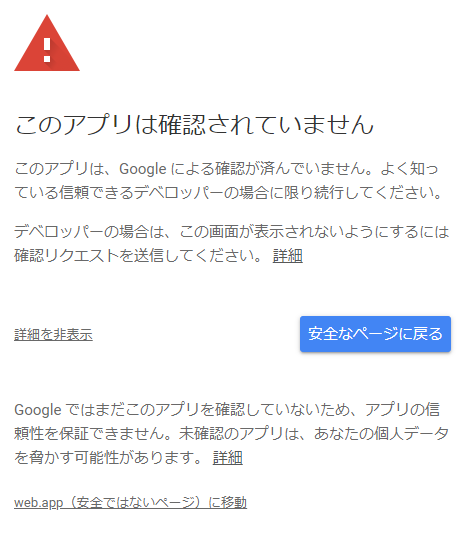 このアプリは確認されていません
このアプリは、Google による確認が済んでいません。よく知っ
ている信頼できるデベロッパーの場合に限り続行してください。
デベロッパーの場合は、この画面が表示されないようにするには
確認リクエストを送信してください。 詳細
詳細を非表示
安全なページに戻る
Google ではまだこのアプリを確認していないため、アプリの信
頼性を保証できません。未確認のアプリは、あなたの個人データ
を脅かす可能性があります。 詳細
web.app（安全ではないページ）に移動